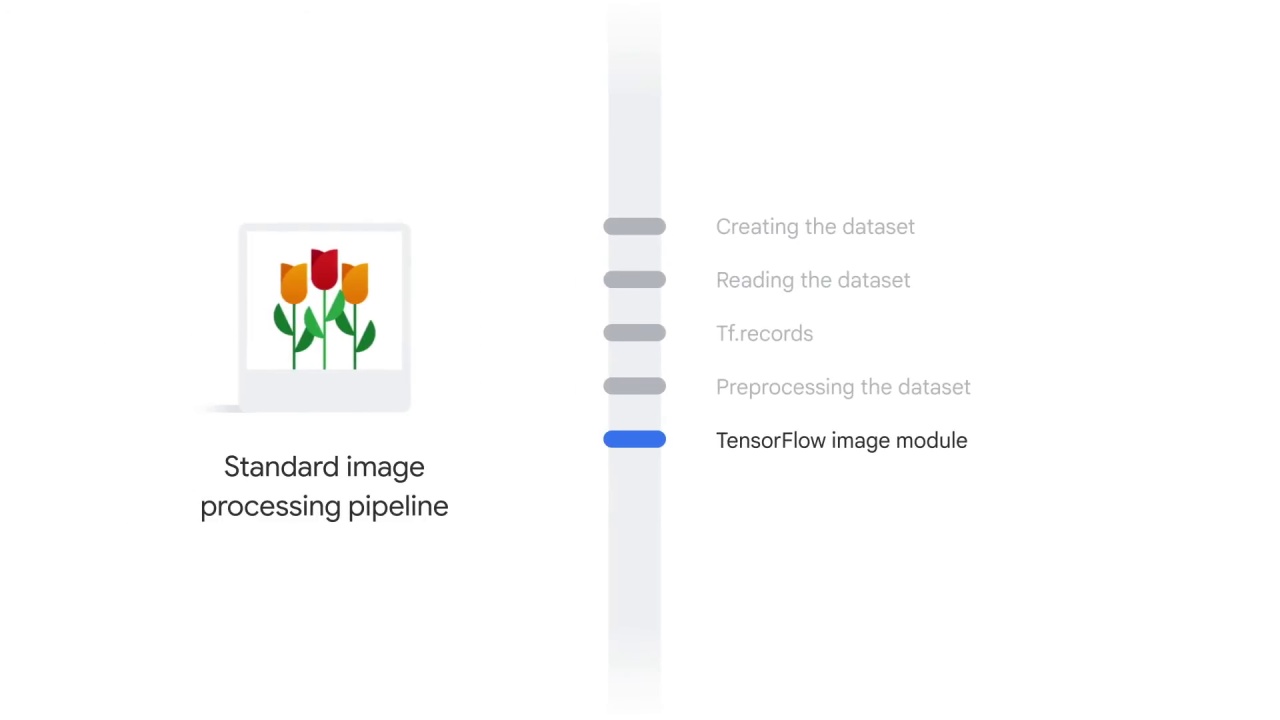 Standard image
processing pipeline
Creating the dataset
Reading the dataset
Tf.records
Preprocessing the dataset
TensorFlow image module